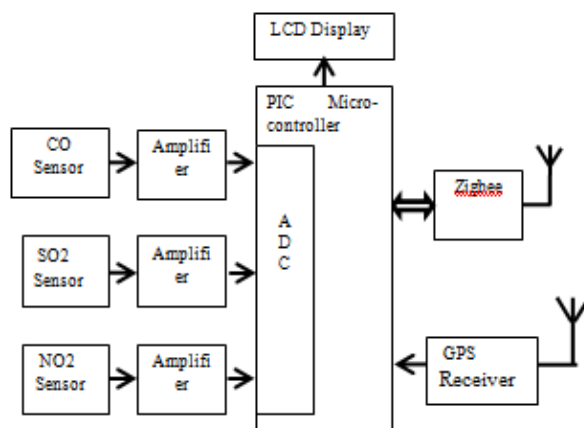 LCD Display
PIC Micro-
controller
CO
Sensor
Amplifi
er
A
D
C
Zigbee
SO2
Sensor
Amplifi
er
NO2
Sensor
Amplifi
er
GPS
Receiver